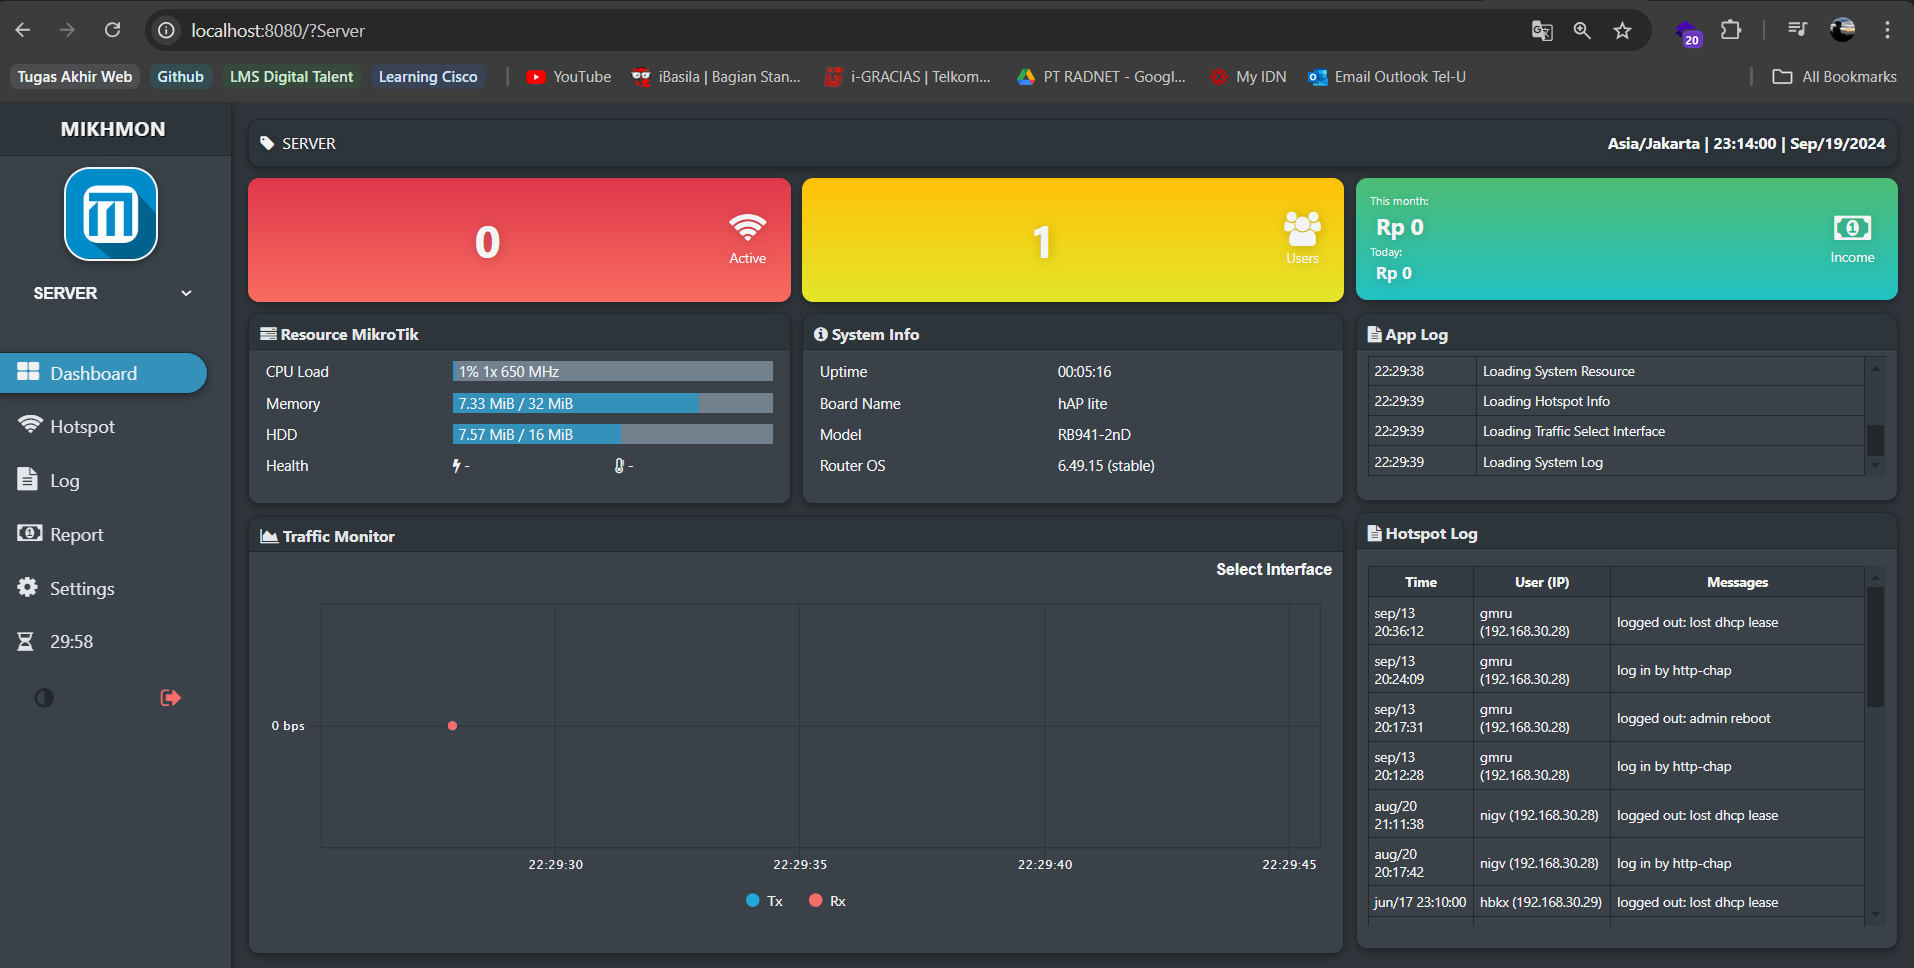 localhost:8080/?Server
20
Tugas Akhir Web
Github
LMS Digital Talent
Learning Cisco
YouTube
iBasila | Bagian Stan...
i-GRACIAS | Telkom...
PT RADNET - Googl...
My IDN
Email Outlook Tel-U
All Bookmarks
MIKHMON
SERVER
Dashboard
Hotspot
Log
Report
Settings
29:58
SERVER
Asia/Jakarta | 23:14:00 | Sep/19/2024
0
Active
1
Users
This month:
Rp 0
Today:
Rp 0
Income
Resource MikroTik
CPU Load 1% 1x 650 MHz
Memory 7.33 MiB / 32 MiB
HDD 7.57 MiB / 16 MiB
Health - -
System Info
Uptime 00:05:16
Board Name hAP lite
Model RB941-2nD
Router OS 6.49.15 (stable)
App Log
22:29:38 Loading System Resource
22:29:39 Loading Hotspot Info
22:29:39 Loading Traffic Select Interface
22:29:39 Loading System Log
Traffic Monitor
Select Interface
0 bps
22:29:30 22:29:35 22:29:40 22:29:45
Tx Rx
Hotspot Log
Time User (IP) Messages
sep/13 20:36:12 gmru (192.168.30.28) logged out: lost dhcp lease
sep/13 20:24:09 gmru (192.168.30.28) log in by http-chap
sep/13 20:17:31 gmru (192.168.30.28) logged out: admin reboot
sep/13 20:12:28 gmru (192.168.30.28) log in by http-chap
aug/20 21:11:38 nigv (192.168.30.28) logged out: lost dhcp lease
aug/20 20:17:42 nigv (192.168.30.28) log in by http-chap
jun/17 23:10:00 hbkx (192.168.30.29) logged out: lost dhcp lease